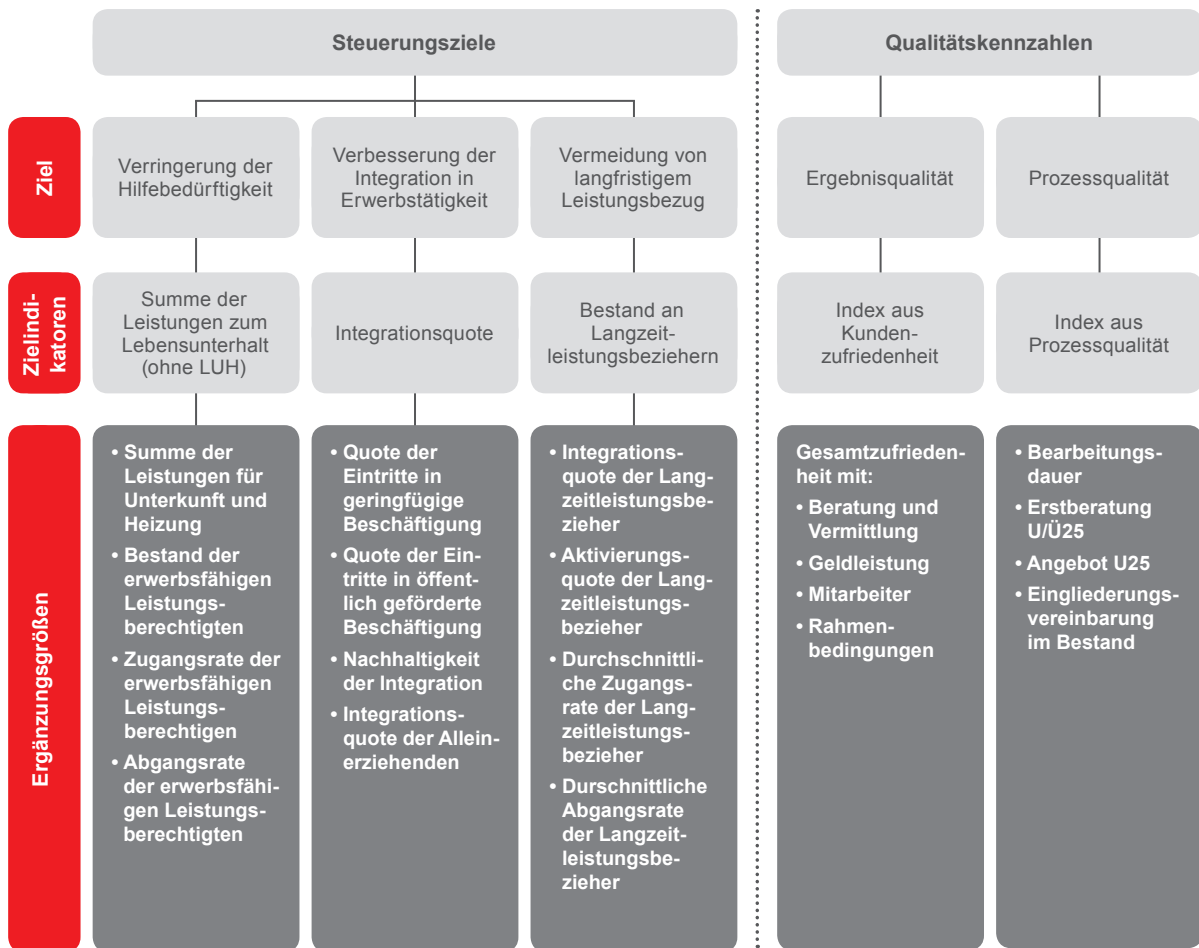 Steuerungsziele
Qualitätskennzahlen
Ziel
Verringerung der
Hilfebedürftigkeit
Verbesserung der
Integration in
Erwerbstätigkeit
Vermeidung von
langfristigem
Leistungsbezug
Ergebnisqualität
Prozessqualität
Zielindi-
katoren
Summe der
Leistungen zum
Lebensunterhalt
(ohne LUH)
Integrationsquote
Bestand an
Langzeit-
leistungsbeziehern
Index aus
Kunden-
zufriedenheit
Index aus
Prozessqualität
Ergänzungsgrößen
• Summe der
Leistungen für
Unterkunft und
Heizung
• Bestand der
erwerbsfähigen
Leistungs-
berechtigten
• Zugangsrate der
erwerbsfähigen
Leistungs-
berechtigen
• Abgangsrate
der erwerbsfähi-
gen Leistungs-
berechtigten
• Quote der
Eintritte in
geringfügige
Beschäftigung
• Quote der Ein-
tritte in öffent-
lich geförderte
Beschäftigung
• Nachhaltigkeit
der Integration
• Integrations-
quote der Allein-
erziehenden
• Integrations-
quote der Lang-
zeitleistungsbe-
zieher
• Aktivierungs-
quote der Lang-
zeitleistungs-
bezieher
• Durchschnittli-
che Zugangs-
rate der Lang-
zeitleistungs-
bezieher
• Durschnittliche
Abgangsrate
der Langzeit-
leistungsbe-
zieher
Gesamtzufrieden-
heit mit:
• Beratung und
Vermittlung
• Geldleistung
• Mitarbeiter
• Rahmen-
bedingungen
• Bearbeitungs-
dauer
• Erstberatung
U/Ü25
• Angebot U25
• Eingliederungs-
vereinbarung
im Bestand